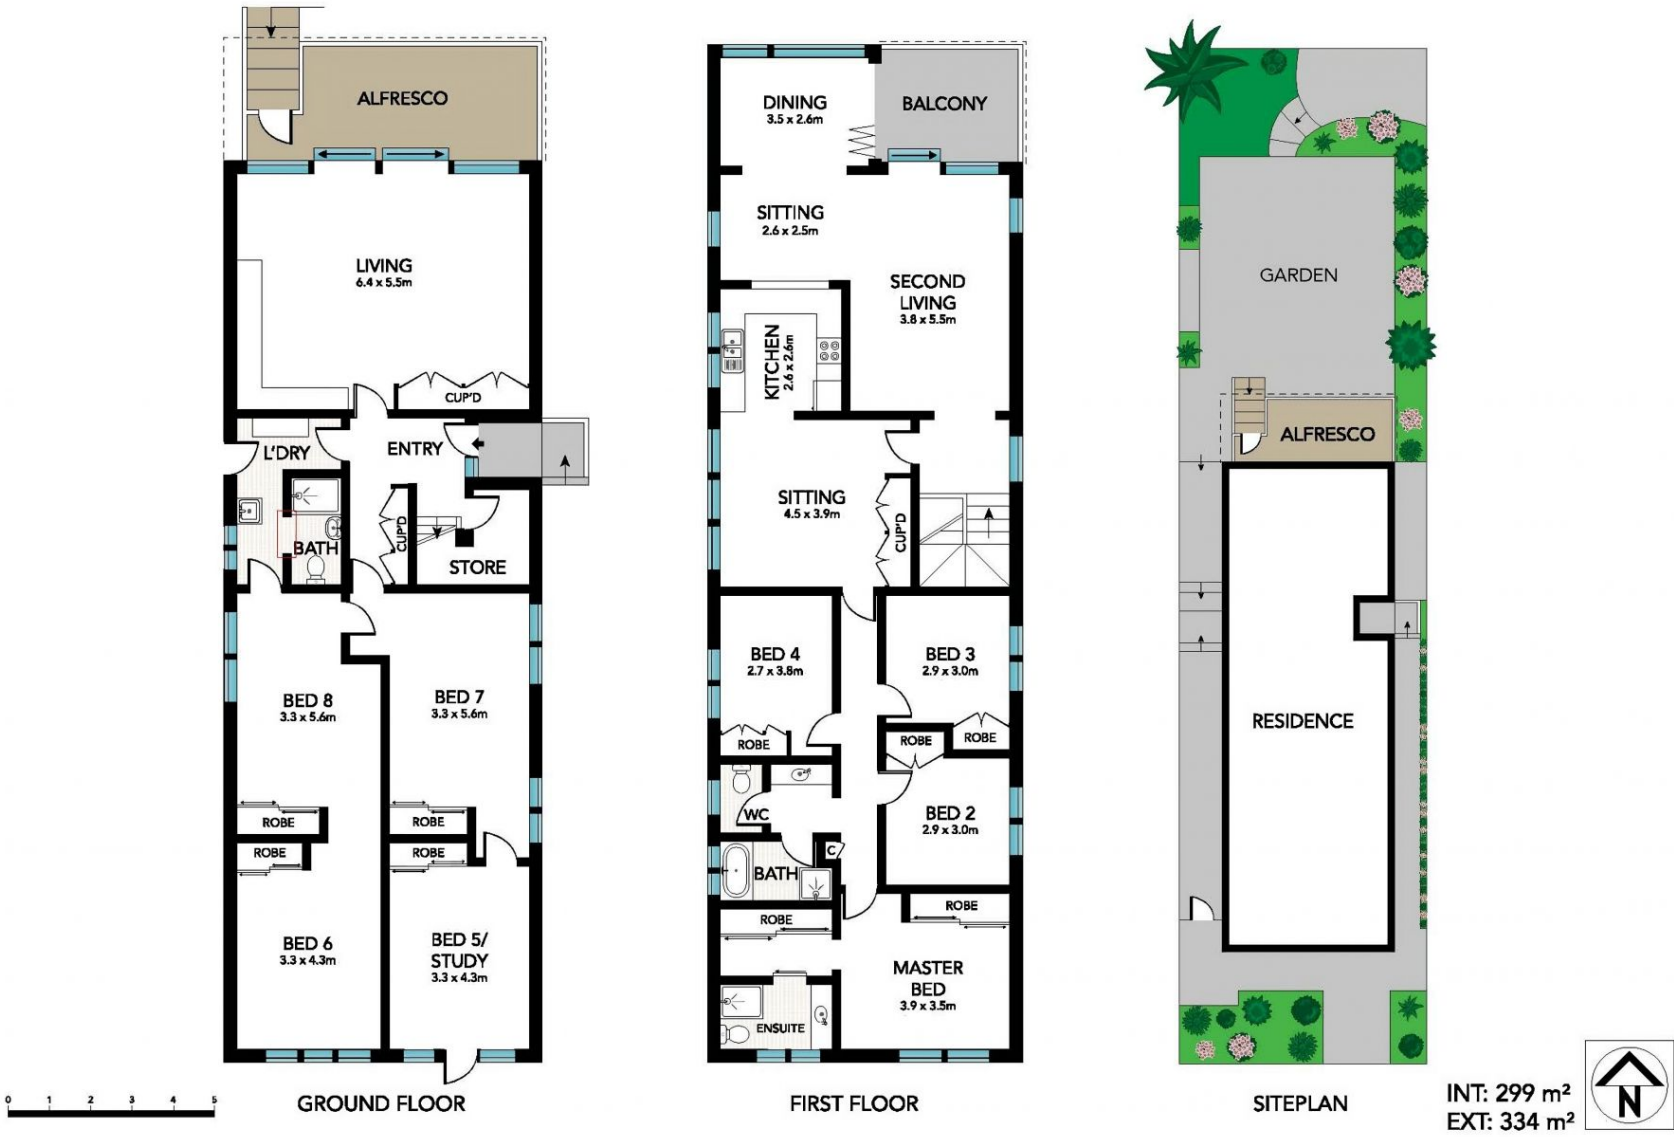 ALFRESCO
LIVING
6.4 x 5.5m
CUP'D
L'DRY
ENTRY
BATH
CUP'D
STORE
BED 8
3.3 x 5.6m
BED 7
3.3 x 5.6m
ROBE
ROBE
ROBE
ROBE
BED 6
3.3 x 4.3m
BED 5/
STUDY
3.3 x 4.3m
0 1 2 3 4 5
GROUND FLOOR
DINING
3.5 x 2.6m
BALCONY
SITTING
2.6 x 2.5m
SECOND
LIVING
3.8 x 5.5m
KITCHEN
2.6 x 2.6m
SITTING
4.5 x 3.9m
CUP'D
BED 4
2.7 x 3.8m
BED 3
2.9 x 3.0m
ROBE
ROBE
ROBE
WC
BED 2
2.9 x 3.0m
C
BATH
ROBE
ROBE
MASTER
BED
3.9 x 3.5m
ENSUITE
FIRST FLOOR
GARDEN
ALFRESCO
RESIDENCE
SITEPLAN
INT: 299 m²
EXT: 334 m²
N